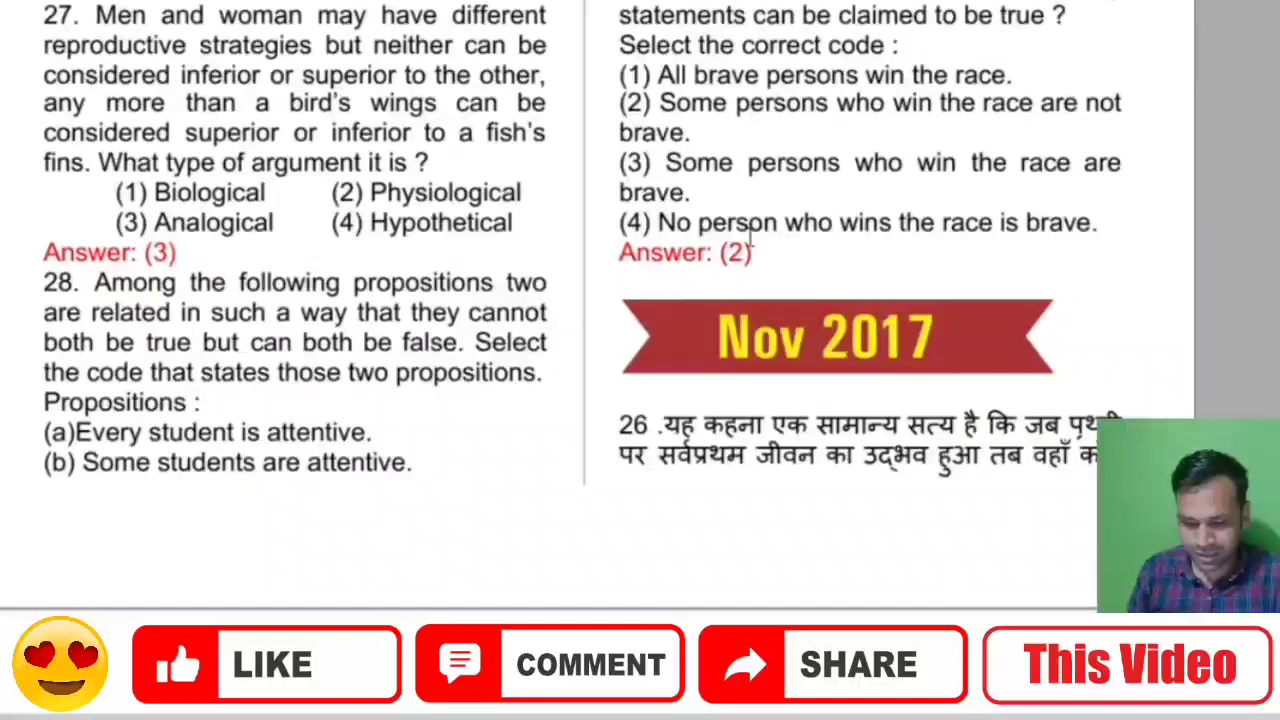 27. Men and woman may have different
reproductive strategies but neither can be
considered inferior or superior to the other,
any more than a bird's wings can be
considered superior or inferior to a fish's
fins. What type of argument it is ?
(1) Biological (2) Physiological
(3) Analogical (4) Hypothetical
Answer: (3)
28. Among the following propositions two
are related in such a way that they cannot
both be true but can both be false. Select
the code that states those two propositions.
Propositions :
(a)Every student is attentive.
(b) Some students are attentive.
statements can be claimed to be true ?
Select the correct code :
(1) All brave persons win the race.
(2) Some persons who win the race are not
brave.
(3) Some persons who win the race are
brave.
(4) No person who wins the race is brave.
Answer: (2)
Nov 2017
26 .यह कहना एक सामान्य सत्य है कि जब
पर सर्वप्रथम जीवन का उद्भव हुआ तब वहाँ
LIKE
COMMENT
SHARE
This Video